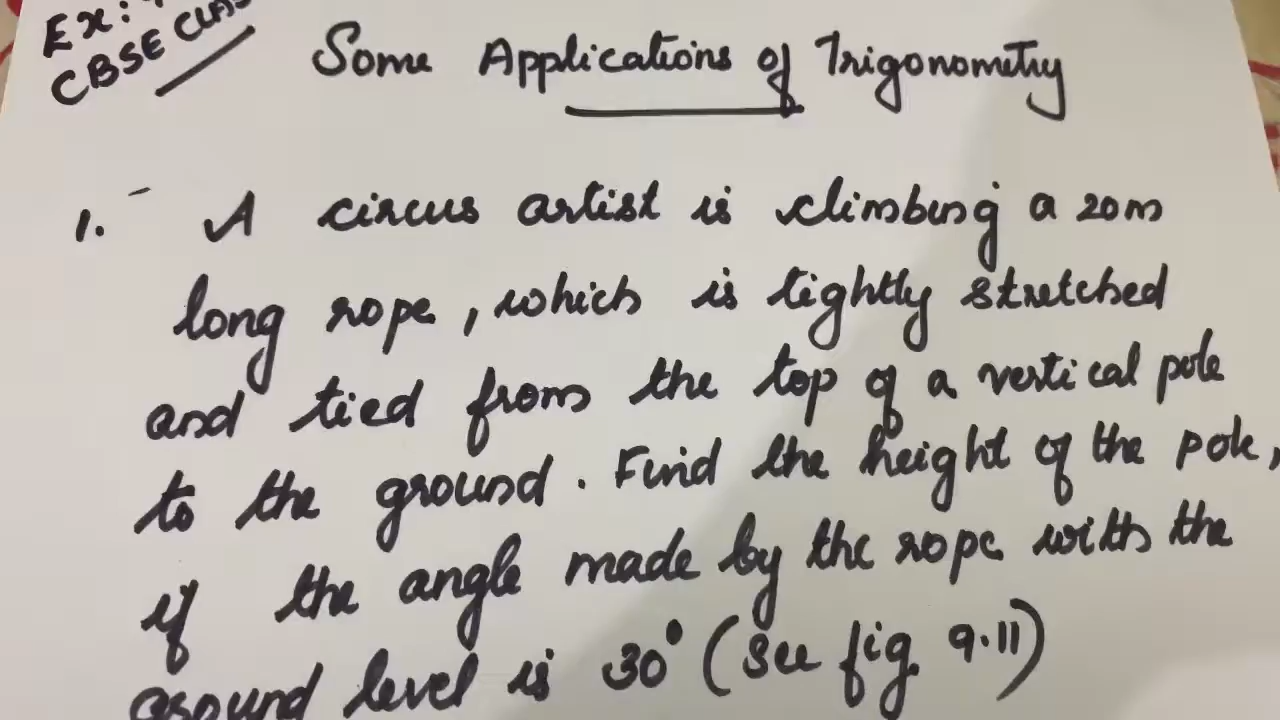 Ex:
CBSE CLAS
Some Applications of Trigonometry
1. A circus artist is climbing a 20m
long rope, which is tightly stretched
and tied from the top of a vertical pole
to the ground. Find the height of the pole,
if the angle made by the rope with the
ground level is 30° (see fig 9.11)